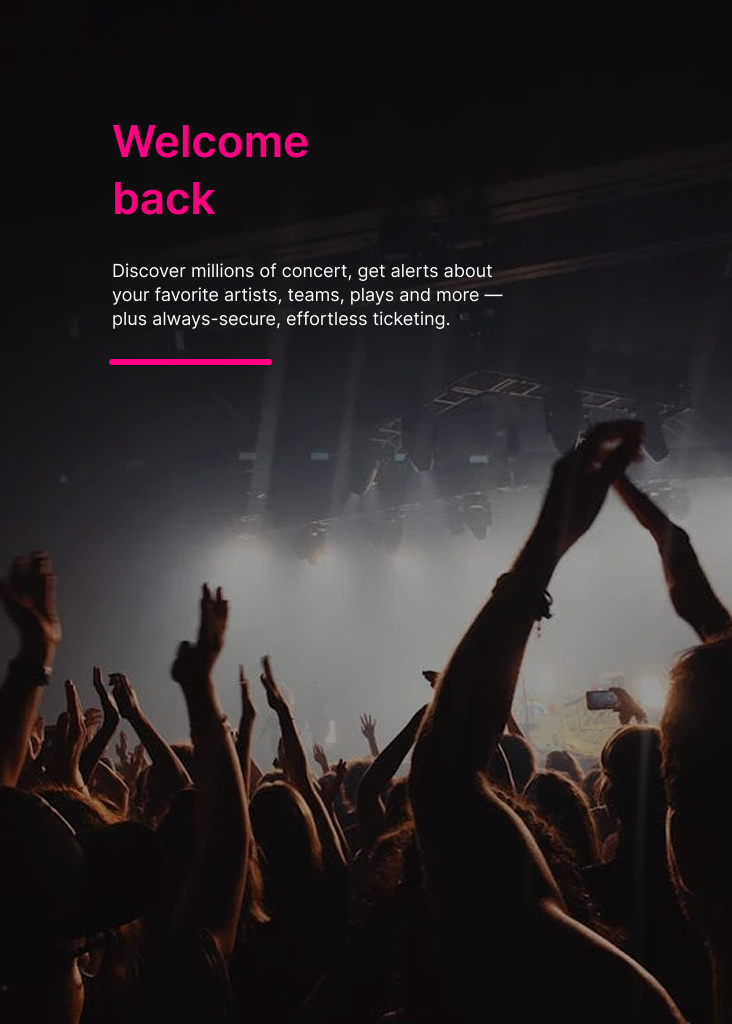 Welcome
back
Discover millions of concert, get alerts about
your favorite artists, teams, plays and more —
plus always-secure, effortless ticketing.